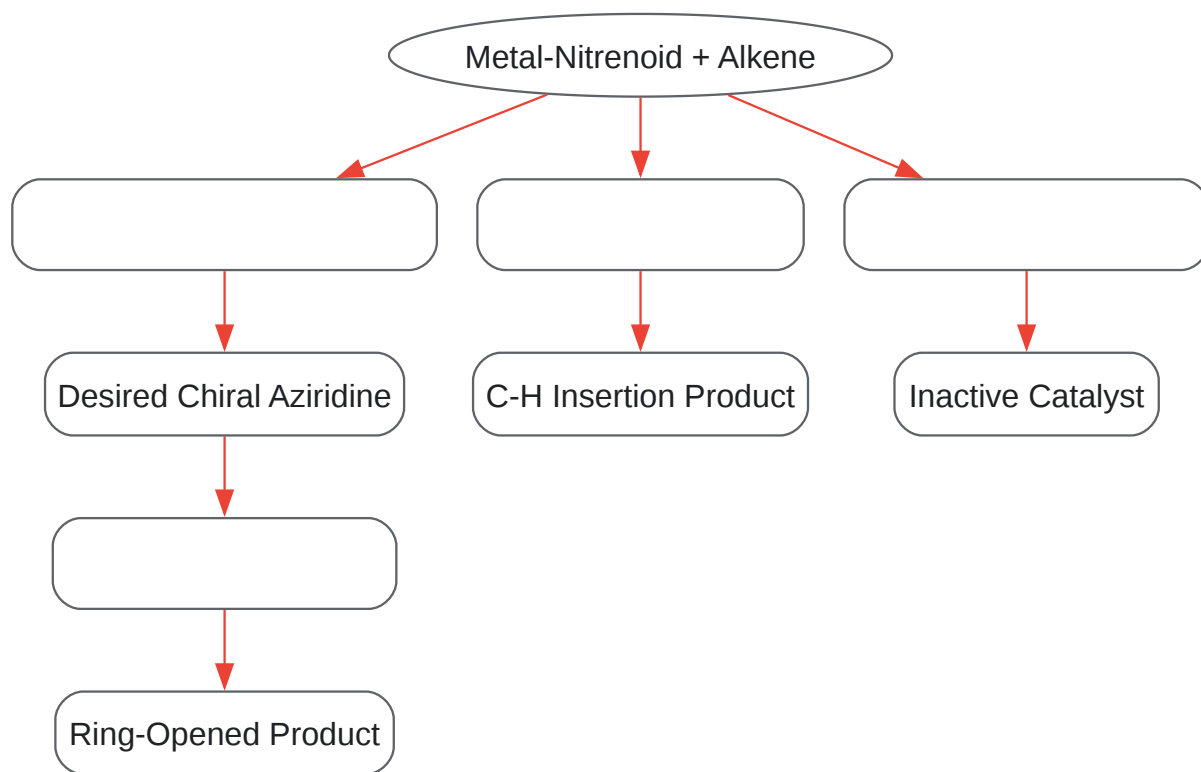 Metal-Nitrenoid + Alkene
Desired Chiral Aziridine
C-H Insertion Product
Inactive Catalyst
Ring-Opened Product